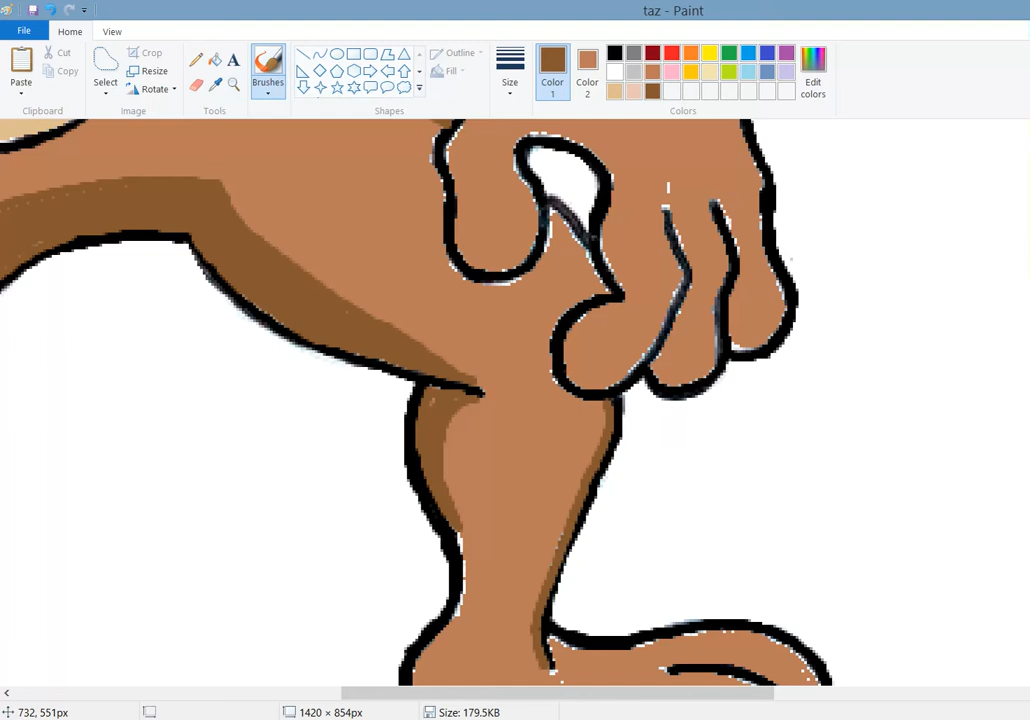 taz - Paint
File Home View
Paste Cut Copy Select Crop Resize Rotate A Brushes Outline Fill Size Color 1 Color 2 Edit colors
Clipboard Image Tools Shapes Colors
732, 551px 1420 × 854px Size: 179.5KB